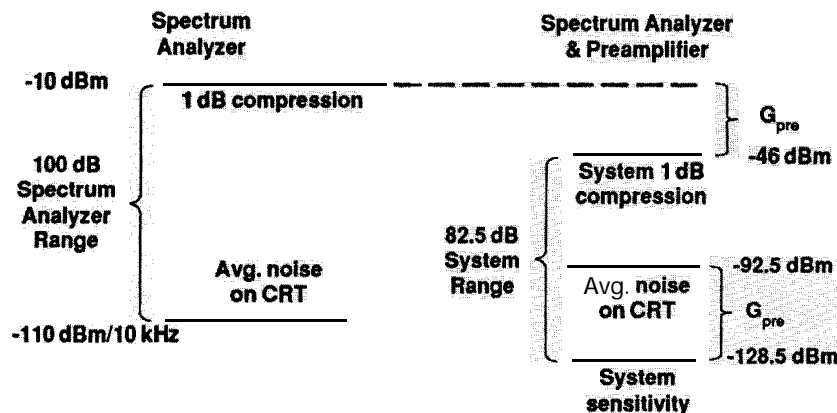 Spectrum
Analyzer
Spectrum Analyzer
& Preamplifier
-10 dBm
1 dB compression
G pre
-46 dBm
100 dB
Spectrum
Analyzer
Range
System 1 dB
compression
82.5 dB
System
Range
Avg. noise
on CRT
-92.5 dBm
Avg. noise
on CRT
G pre
-110 dBm/10 kHz
-128.5 dBm
System
sensitivity